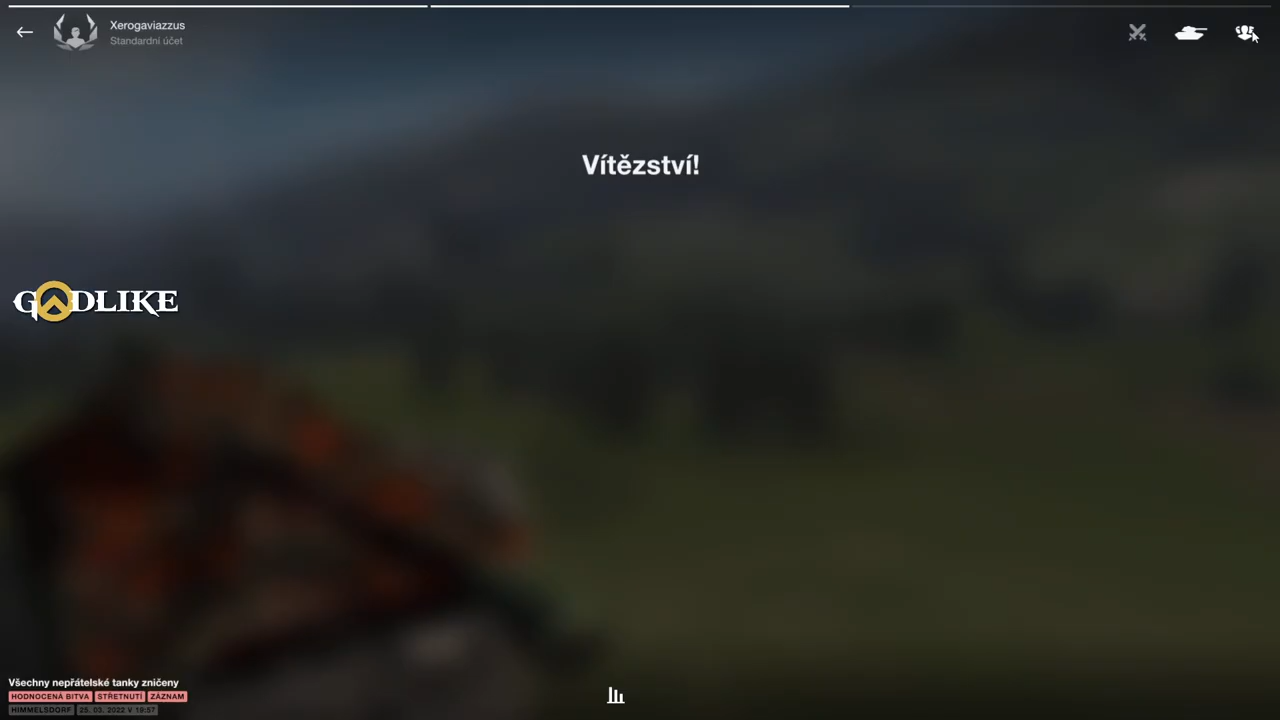 Xerogaviazzus
Standardní účet
Vítězství!
GODLIKE
Všechny nepřátelské tanky zničeny
HODNOCENÁ BITVA STŘETNUTÍ ZÁZNAM
HIMMELSDORF 25. 03. 2022 V 19:57